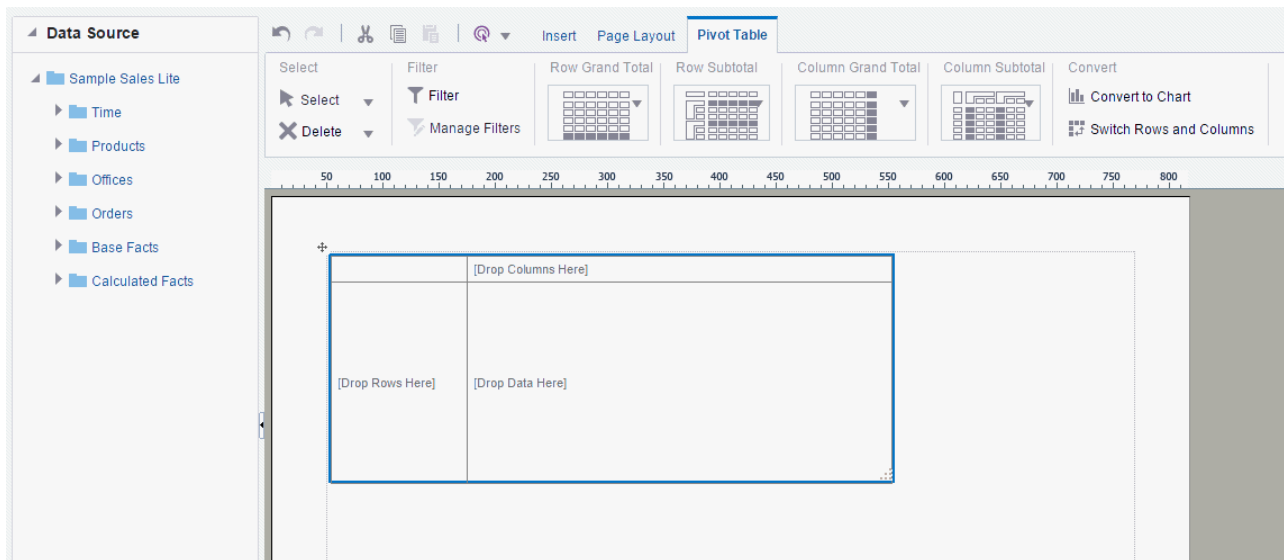 Data Source
Insert Page Layout Pivot Table
Sample Sales Lite
Time
Products
Offices
Orders
Base Facts
Calculated Facts
Select Filter Row Grand Total Row Subtotal Column Grand Total Column Subtotal Convert
Select Filter Convert to Chart
Delete Manage Filters Switch Rows and Columns
50 100 150 200 250 300 350 400 450 500 550 600 650 700 750 800
[Drop Columns Here]
[Drop Rows Here] [Drop Data Here]